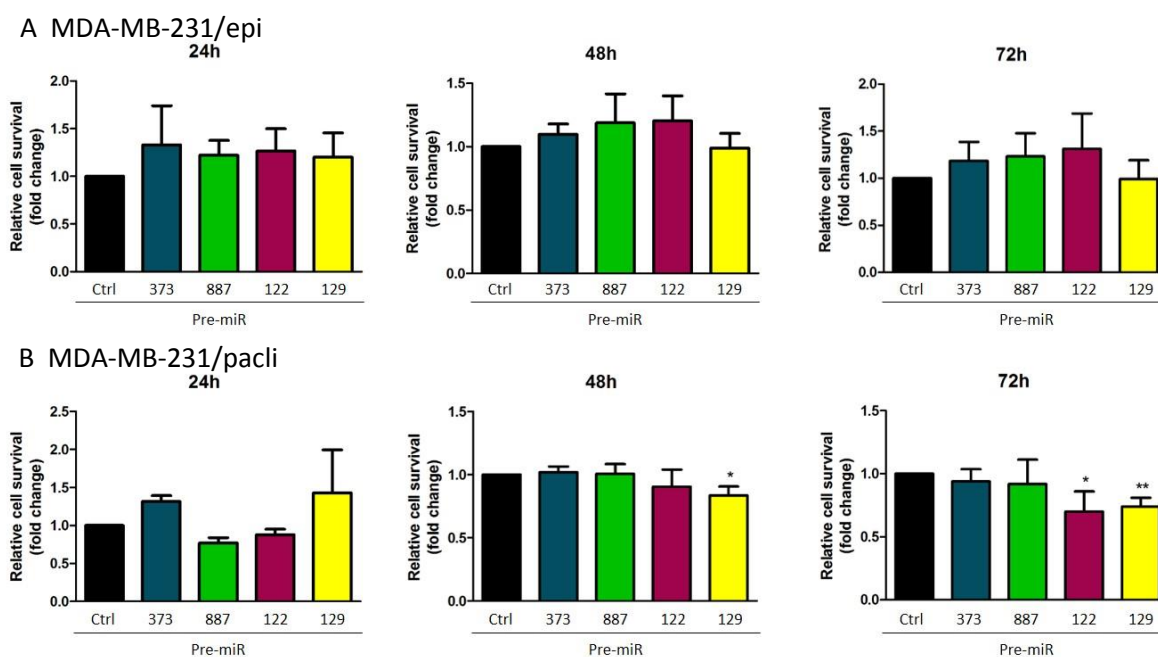 A MDA-MB-231/epi
24h
Relative cell survival
(fold change)
2.0
1.5
1.0
0.5
0.0
Ctrl 373 887 122 129
Pre-miR
48h
Relative cell survival
(fold change)
1.5
1.0
0.5
0.0
Ctrl 373 887 122 129
Pre-miR
72h
Relative cell survival
(fold change)
2.0
1.5
1.0
0.5
0.0
Ctrl 373 887 122 129
Pre-miR
B MDA-MB-231/pacli
24h
Relative cell survival
(fold change)
2.5
2.0
1.5
1.0
0.5
0.0
Ctrl 373 887 122 129
Pre-miR
48h
Relative cell survival
(fold change)
1.5
1.0
0.5
0.0
*
Ctrl 373 887 122 129
Pre-miR
72h
Relative cell survival
(fold change)
1.5
1.0
0.5
0.0
* **
Ctrl 373 887 122 129
Pre-miR